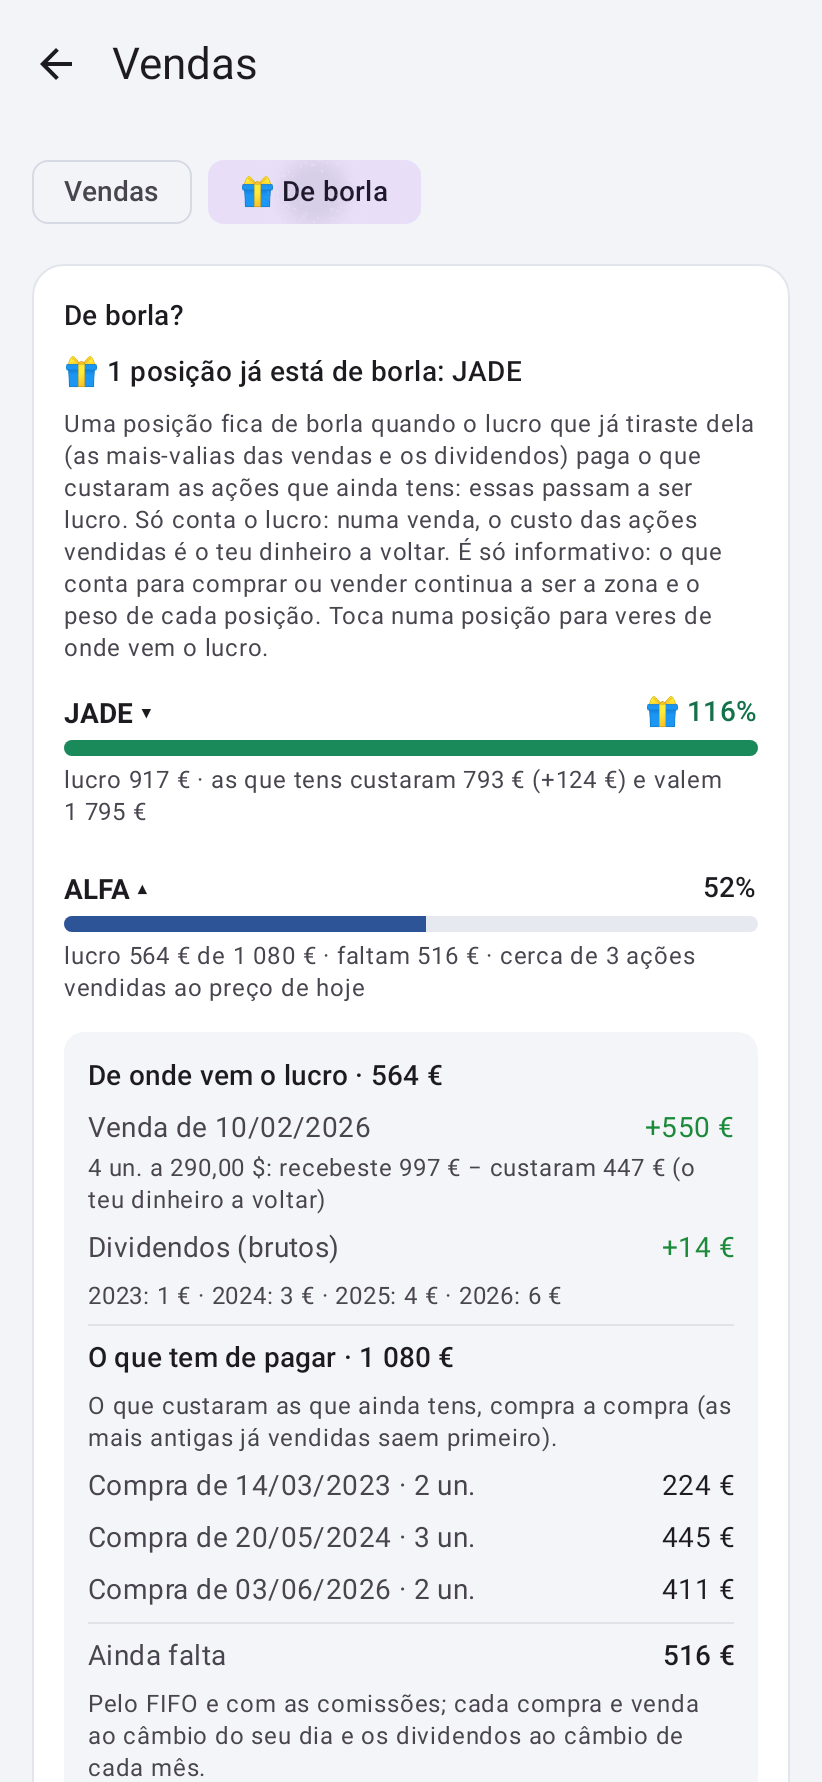 Vendas
Vendas
De borla
De borla?
1 posição já está de borla: JADE
Uma posição fica de borla quando o lucro que já tiraste dela
(as mais-valias das vendas e os dividendos) paga o que
custaram as ações que ainda tens: essas passam a ser
lucro. Só conta o lucro: numa venda, o custo das ações
vendidas é o teu dinheiro a voltar. É só informativo: o que
conta para comprar ou vender continua a ser a zona e o
peso de cada posição. Toca numa posição para veres de
onde vem o lucro.
JADE ▾ 116%
lucro 917 € · as que tens custaram 793 € (+124 €) e valem
1 795 €
ALFA ▴ 52%
lucro 564 € de 1 080 € · faltam 516 € · cerca de 3 ações
vendidas ao preço de hoje
De onde vem o lucro · 564 €
Venda de 10/02/2026 +550 €
4 un. a 290,00 $: recebeste 997 € − custaram 447 € (o
teu dinheiro a voltar)
Dividendos (brutos) +14 €
2023: 1 € · 2024: 3 € · 2025: 4 € · 2026: 6 €
O que tem de pagar · 1 080 €
O que custaram as que ainda tens, compra a compra (as
mais antigas já vendidas saem primeiro).
Compra de 14/03/2023 · 2 un. 224 €
Compra de 20/05/2024 · 3 un. 445 €
Compra de 03/06/2026 · 2 un. 411 €
Ainda falta 516 €
Pelo FIFO e com as comissões; cada compra e venda
ao câmbio do seu dia e os dividendos ao câmbio de
cada mês.